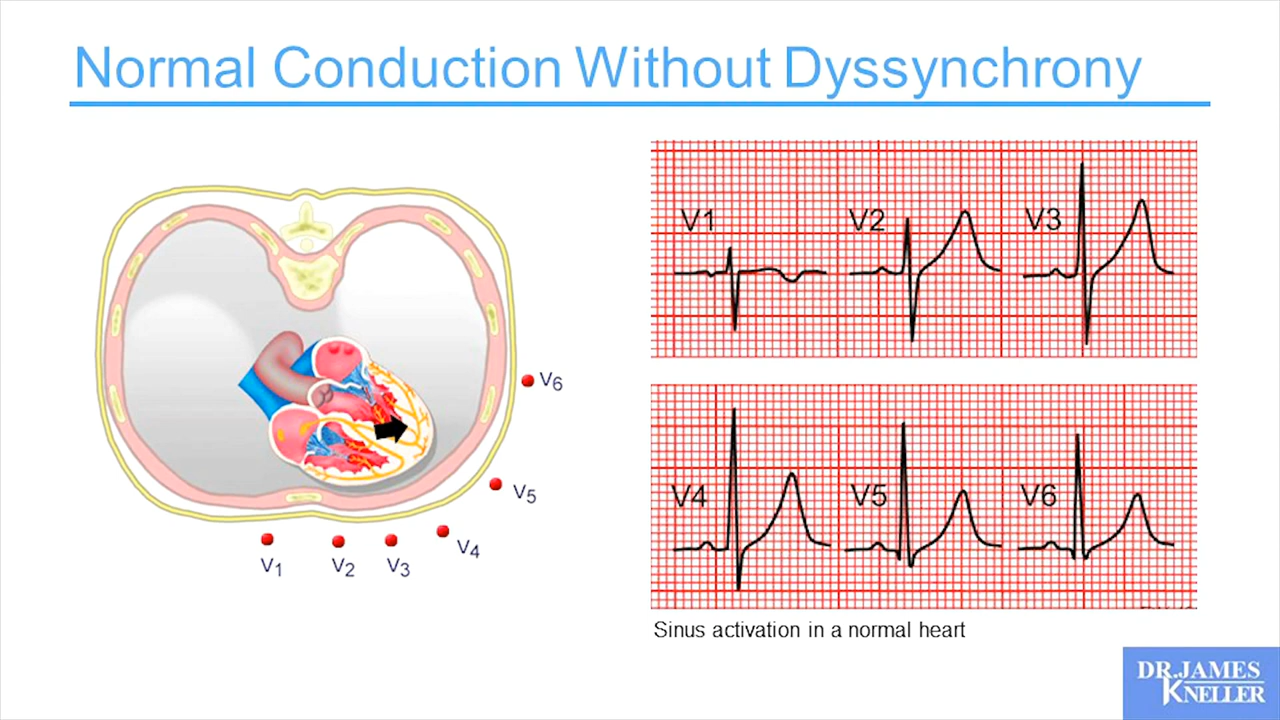 Normal Conduction Without Dyssynchrony
V1
V2
V3
V4
V5
V6
V1
V2
V3
V4
V5
V6
Sinus activation in a normal heart
DR.JAMES
KNELLER